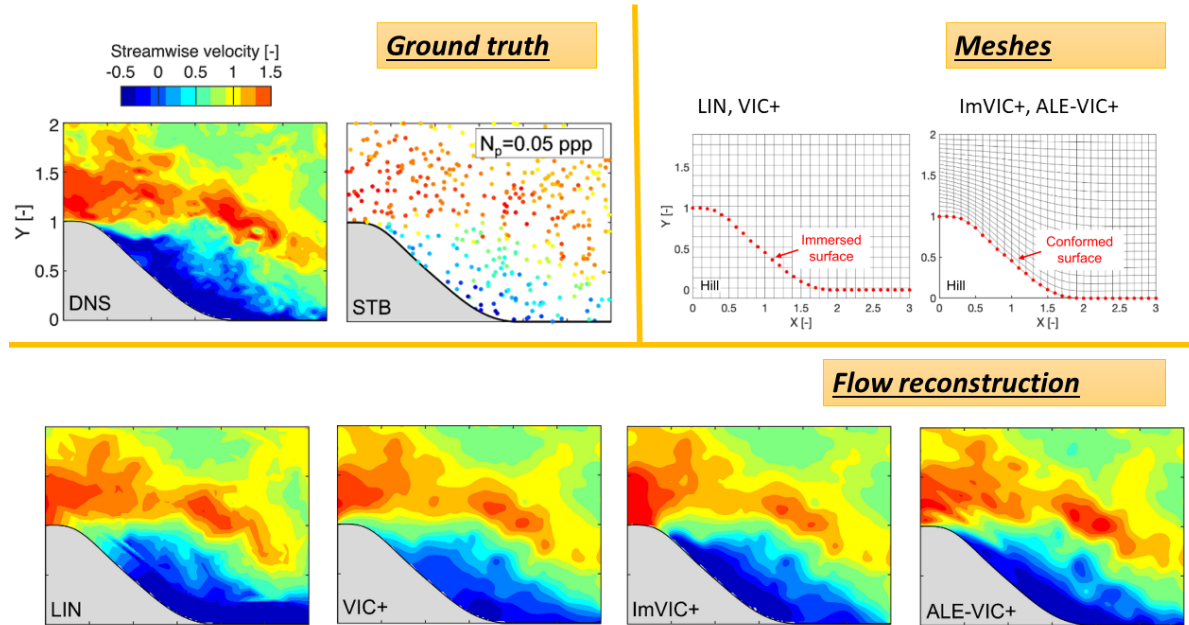 Ground truth
Streamwise velocity [-]
-0.5 0 0.5 1 1.5
2
1.5
1
0.5
0
Y [-]
DNS
N_p=0.05 ppp
STB
Meshes
LIN, VIC+
1.5
1
0.5
0
Y [-]
Immersed
surface
Hill
0 0.5 1 1.5 2 2.5 3
X [-]
ImVIC+, ALE-VIC+
2
1.5
1
0.5
0
Conformed
surface
Hill
0 0.5 1 1.5 2 2.5 3
X [-]
Flow reconstruction
LIN
VIC+
ImVIC+
ALE-VIC+